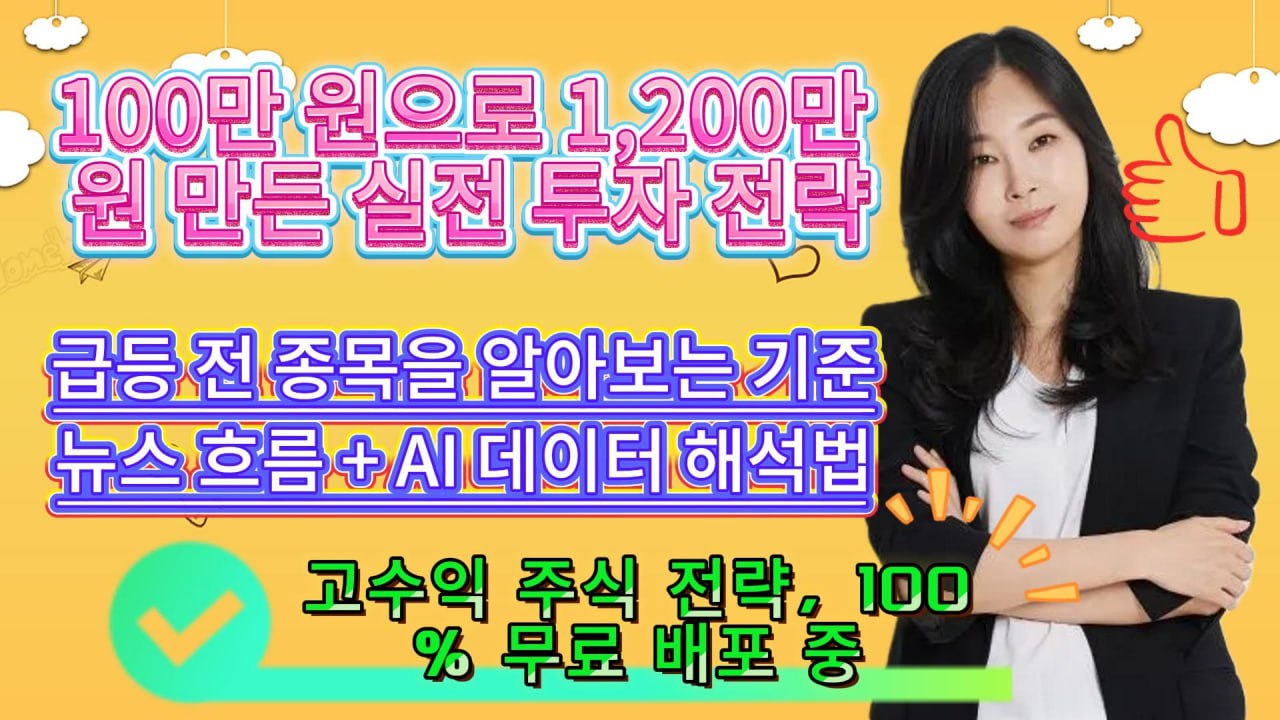 100만 원으로 1,200만
원 만든 실전 투자 전략
급등 전 종목을 알아보는 기준
뉴스 흐름 + AI 데이터 해석법
고수익 주식 전략, 100
% 무료 배포 중